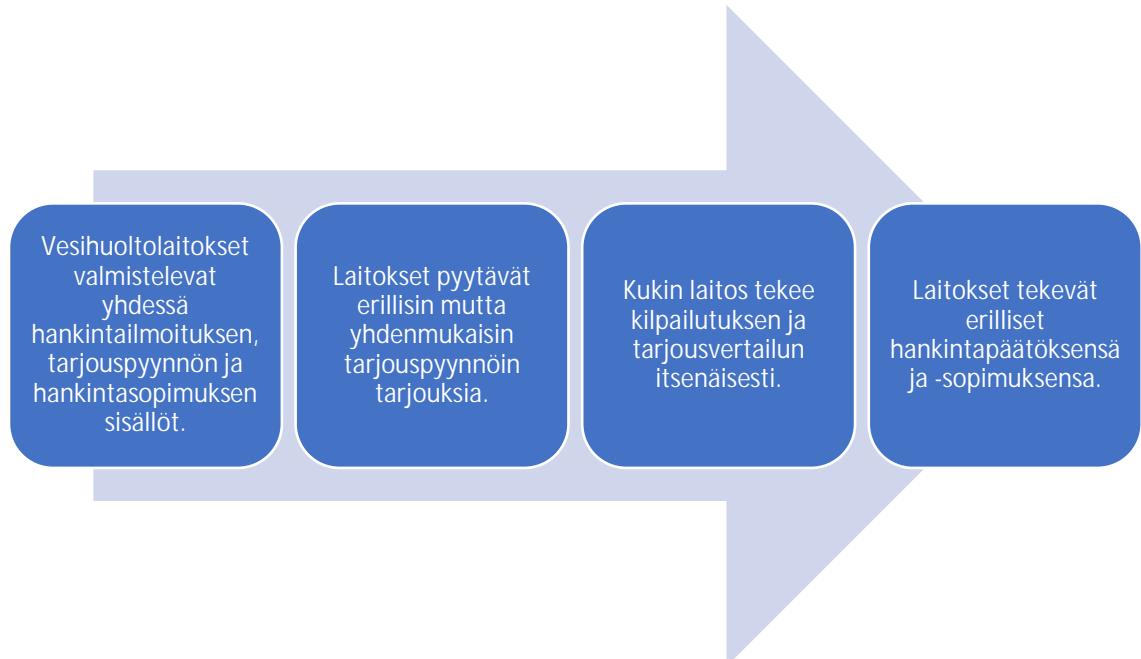 Vesihuoltolaitokset
valmistelevat
yhdessä
hankintailmoituksen,
tarjouspyynnön ja
hankintasopimuksen
sisällöt.
Laitokset pyytävät
erillisin mutta
yhdenmukaisin
tarjouspyynnöin
tarjouksia.
Kukin laitos tekee
kilpailutuksen ja
tarjousvertailun
itsenäisesti.
Laitokset tekevät
erilliset
hankintapäätöksensä
ja -sopimuksensa.